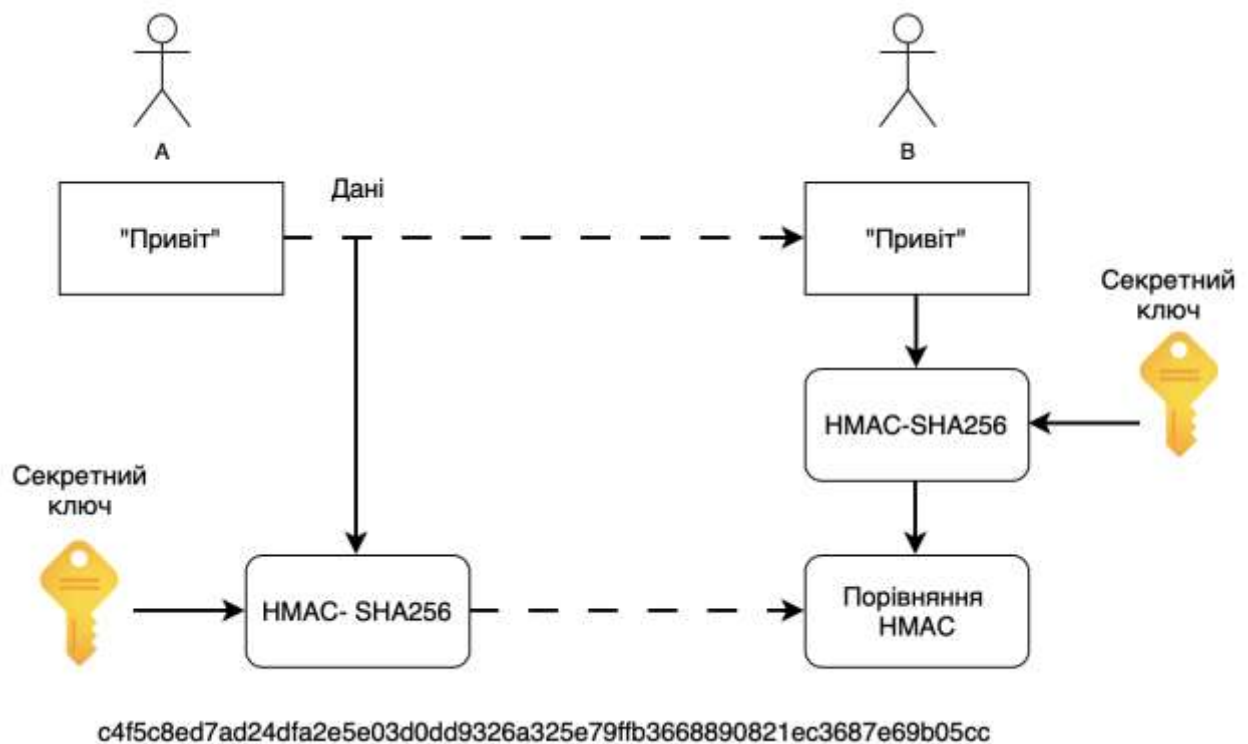 A
B
Дані
"Привіт"
"Привіт"
Секретний
ключ
HMAC-SHA256
Секретний
ключ
HMAC- SHA256
Порівняння
HMAC
c4f5c8ed7ad24dfa2e5e03d0dd9326a325e79ffb3668890821ec3687e69b05cc